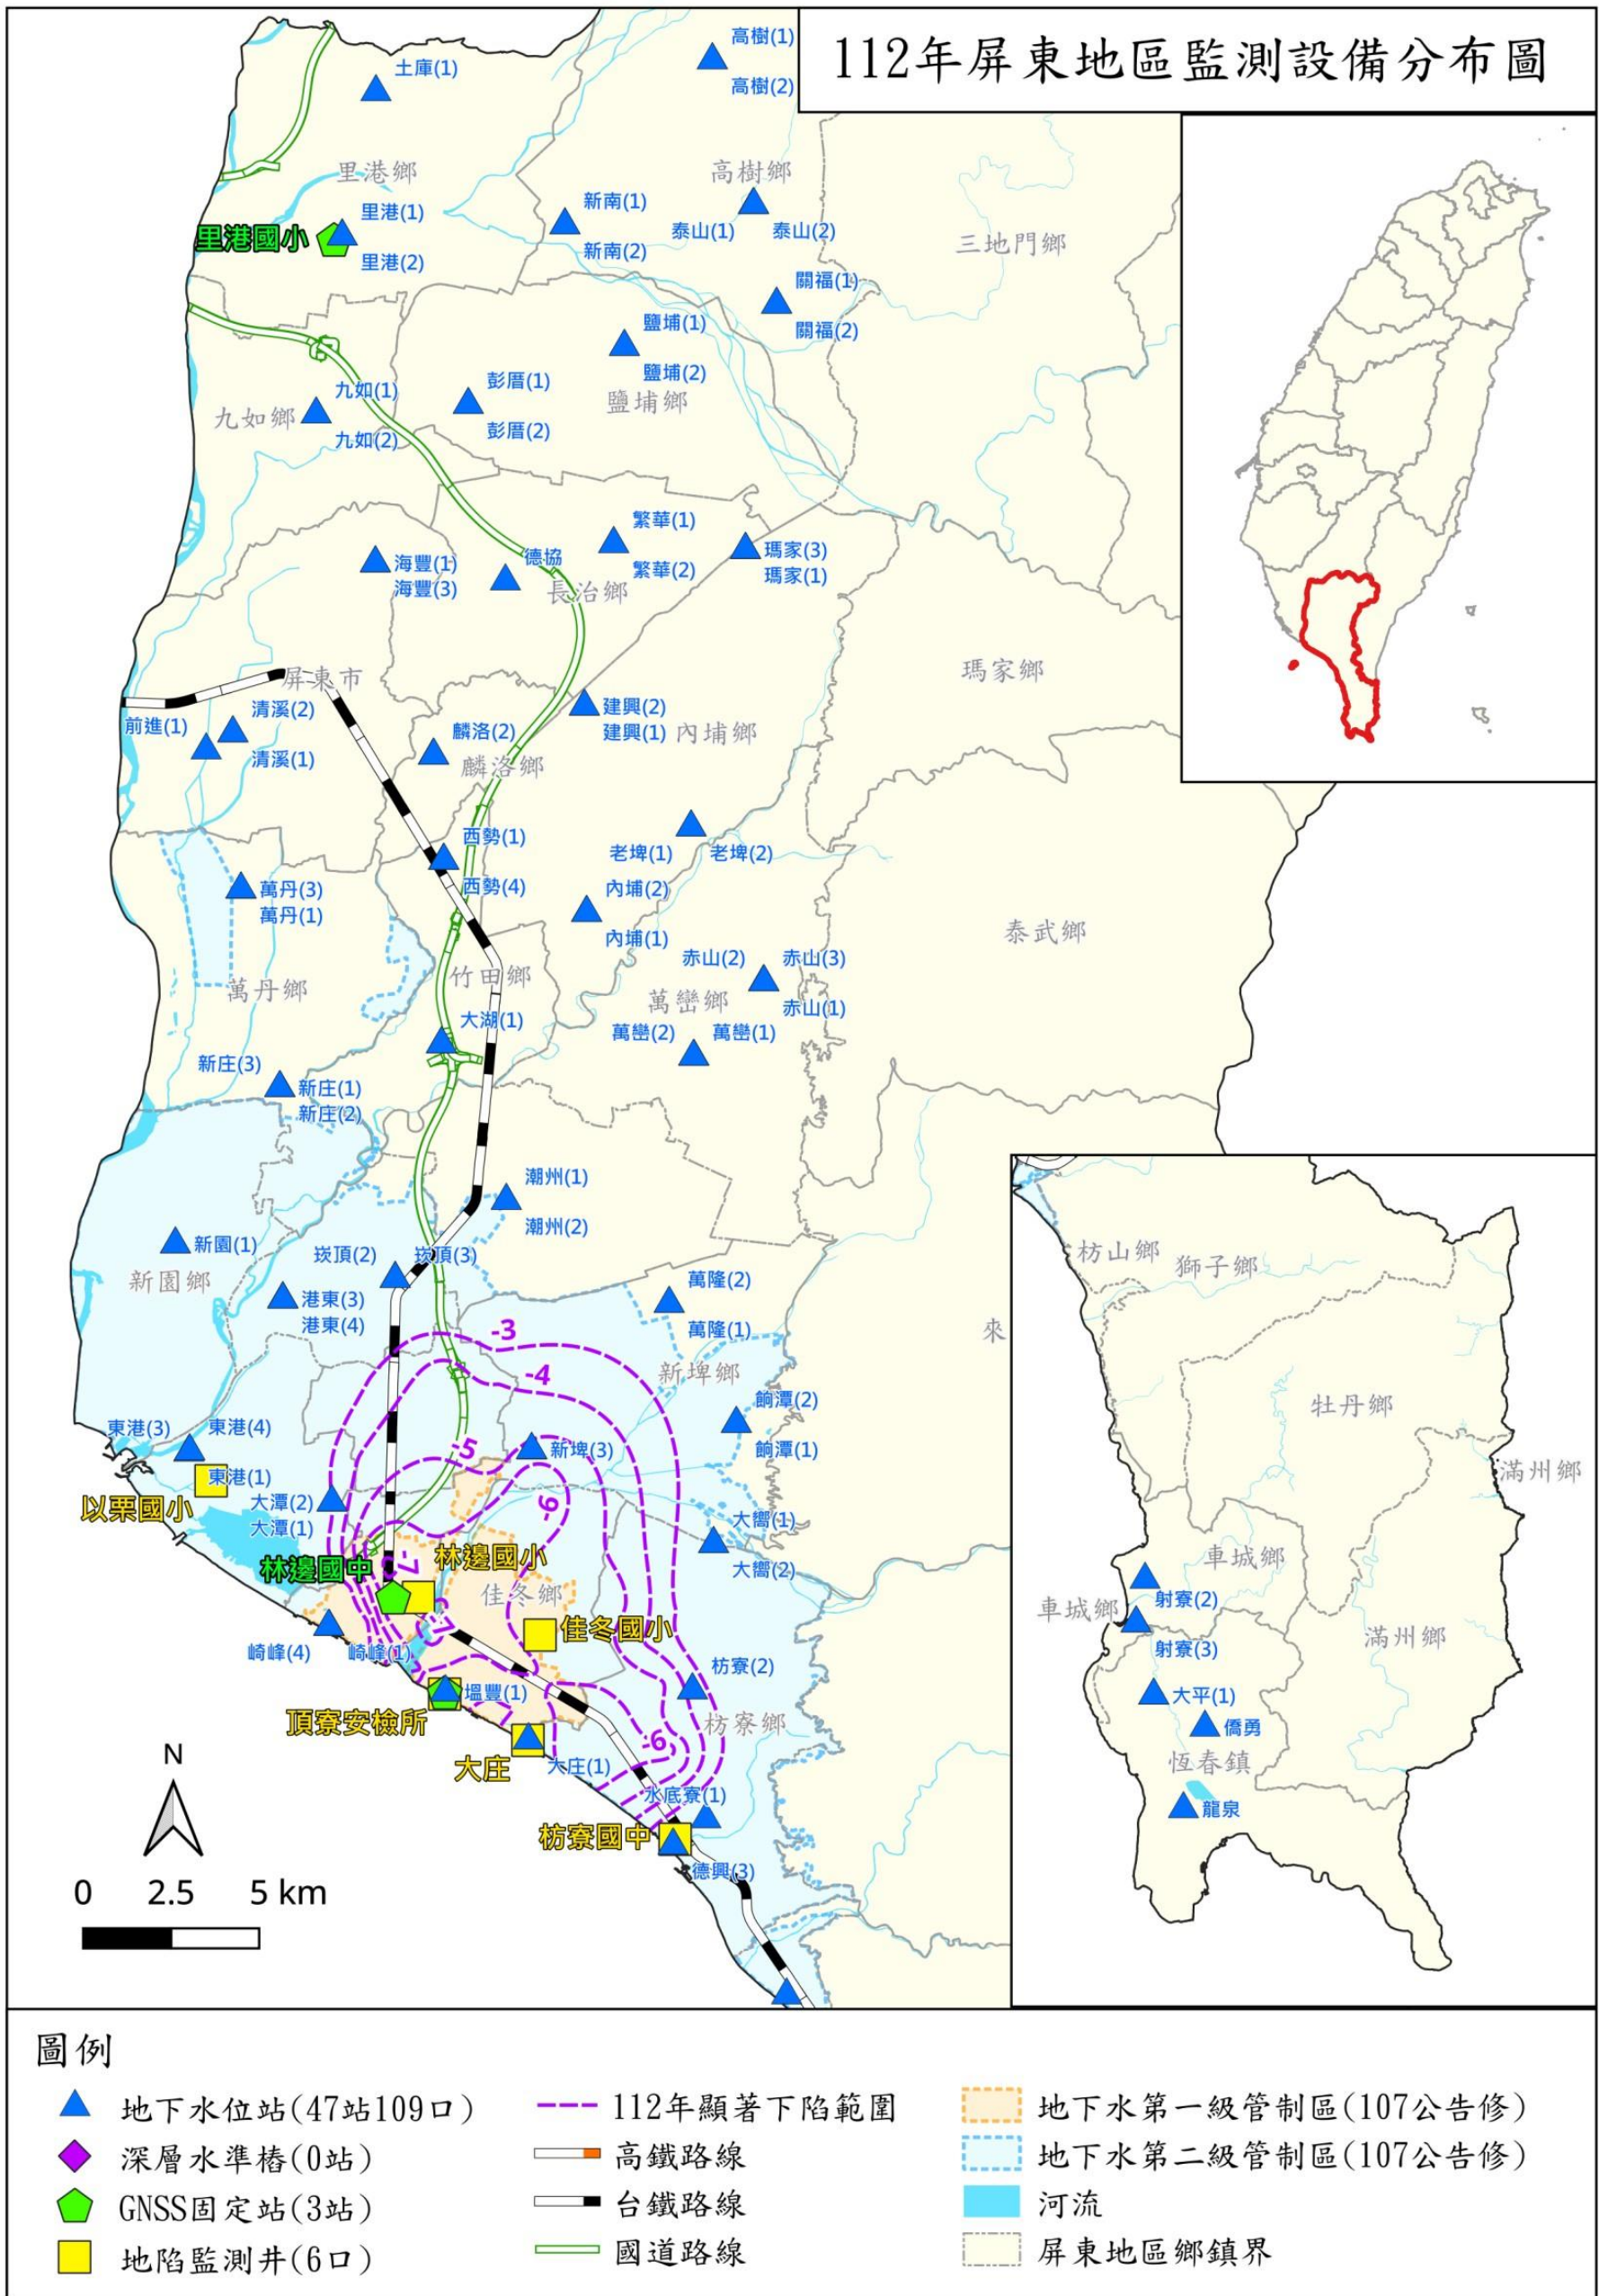 112年屏東地區監測設備分布圖
高樹(1)
土庫(1)
高樹(2)
里港鄉
高樹鄉
新南(1)
里港(1)
泰山(1)
泰山(2)
里港國小
三地門鄉
新南(2)
里港(2)
關福(1)
鹽埔(1)
關福(2)
鹽埔(2)
彭厝(1)
九如(1)
鹽埔鄉
九如鄉
彭厝(2)
九如(2)
繁華(1)
瑪家(3)
德協
海豐(1)
繁華(2)
瑪家(1)
海豐(3)
長治鄉
瑪家鄉
屏東市
建興(2)
清溪(2)
前進(1)
麟洛(2)
建興(1)
內埔鄉
清溪(1)
麟洛鄉
西勢(1)
老埤(1)
老埤(2)
西勢(4)
萬丹(3)
內埔(2)
萬丹(1)
泰武鄉
內埔(1)
赤山(2)
赤山(3)
竹田鄉
萬丹鄉
萬巒鄉
赤山(1)
大湖(1)
萬巒(2)
萬巒(1)
新庄(3)
新庄(1)
新庄(2)
潮州(1)
潮州(2)
新園(1)
崁頂(2)
崁頂(3)
新園鄉
萬隆(2)
港東(3)
港東(4)
萬隆(1)
-3
來
-4
新埤鄉
餉潭(2)
東港(3)
東港(4)
-5
新埤(3)
餉潭(1)
東港(1)
以栗國小
大潭(2)
-6
大潭(1)
大嚮(1)
林邊國中
-7
林邊國小
大嚮(2)
佳冬鄉
佳冬國小
-7
崎峰(4)
崎峰(1)
枋寮(2)
塭豐(1)
頂寮安檢所
枋寮鄉
-6
大庄
大庄(1)
水底寮(1)
枋寮國中
德興(3)
枋山鄉
獅子鄉
牡丹鄉
滿州鄉
車城鄉
車城鄉
射寮(2)
射寮(3)
滿州鄉
大平(1)
僑勇
恆春鎮
龍泉
N
0 2.5 5 km
圖例
地下水位站(47站109口)
深層水準樁(0站)
GNSS固定站(3站)
地陷監測井(6口)
112年顯著下陷範圍
高鐵路線
台鐵路線
國道路線
地下水第一級管制區(107公告修)
地下水第二級管制區(107公告修)
河流
屏東地區鄉鎮界